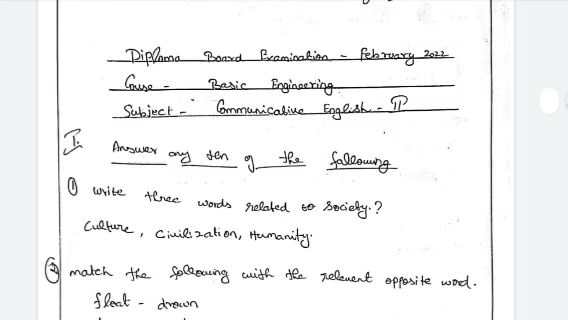 Diploma Board Examination - February 2022
Course - Basic Engineering
Subject - Communicative English - II
I. Answer any ten of the following
① Write three words related to Society.?
Culture, Civilization, Humanity.
② match the following with the relevent opposite word.
float - drown